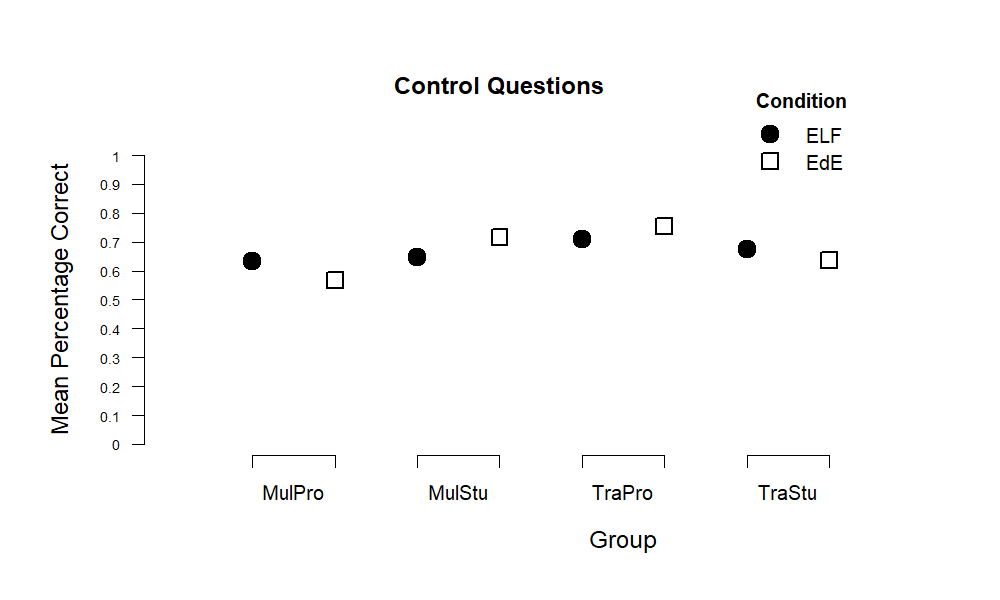 Control Questions
Condition
ELF
EdE
Mean Percentage Correct
1
0.9
0.8
0.7
0.6
0.5
0.4
0.3
0.2
0.1
0
MulPro
MulStu
TraPro
TraStu
Group